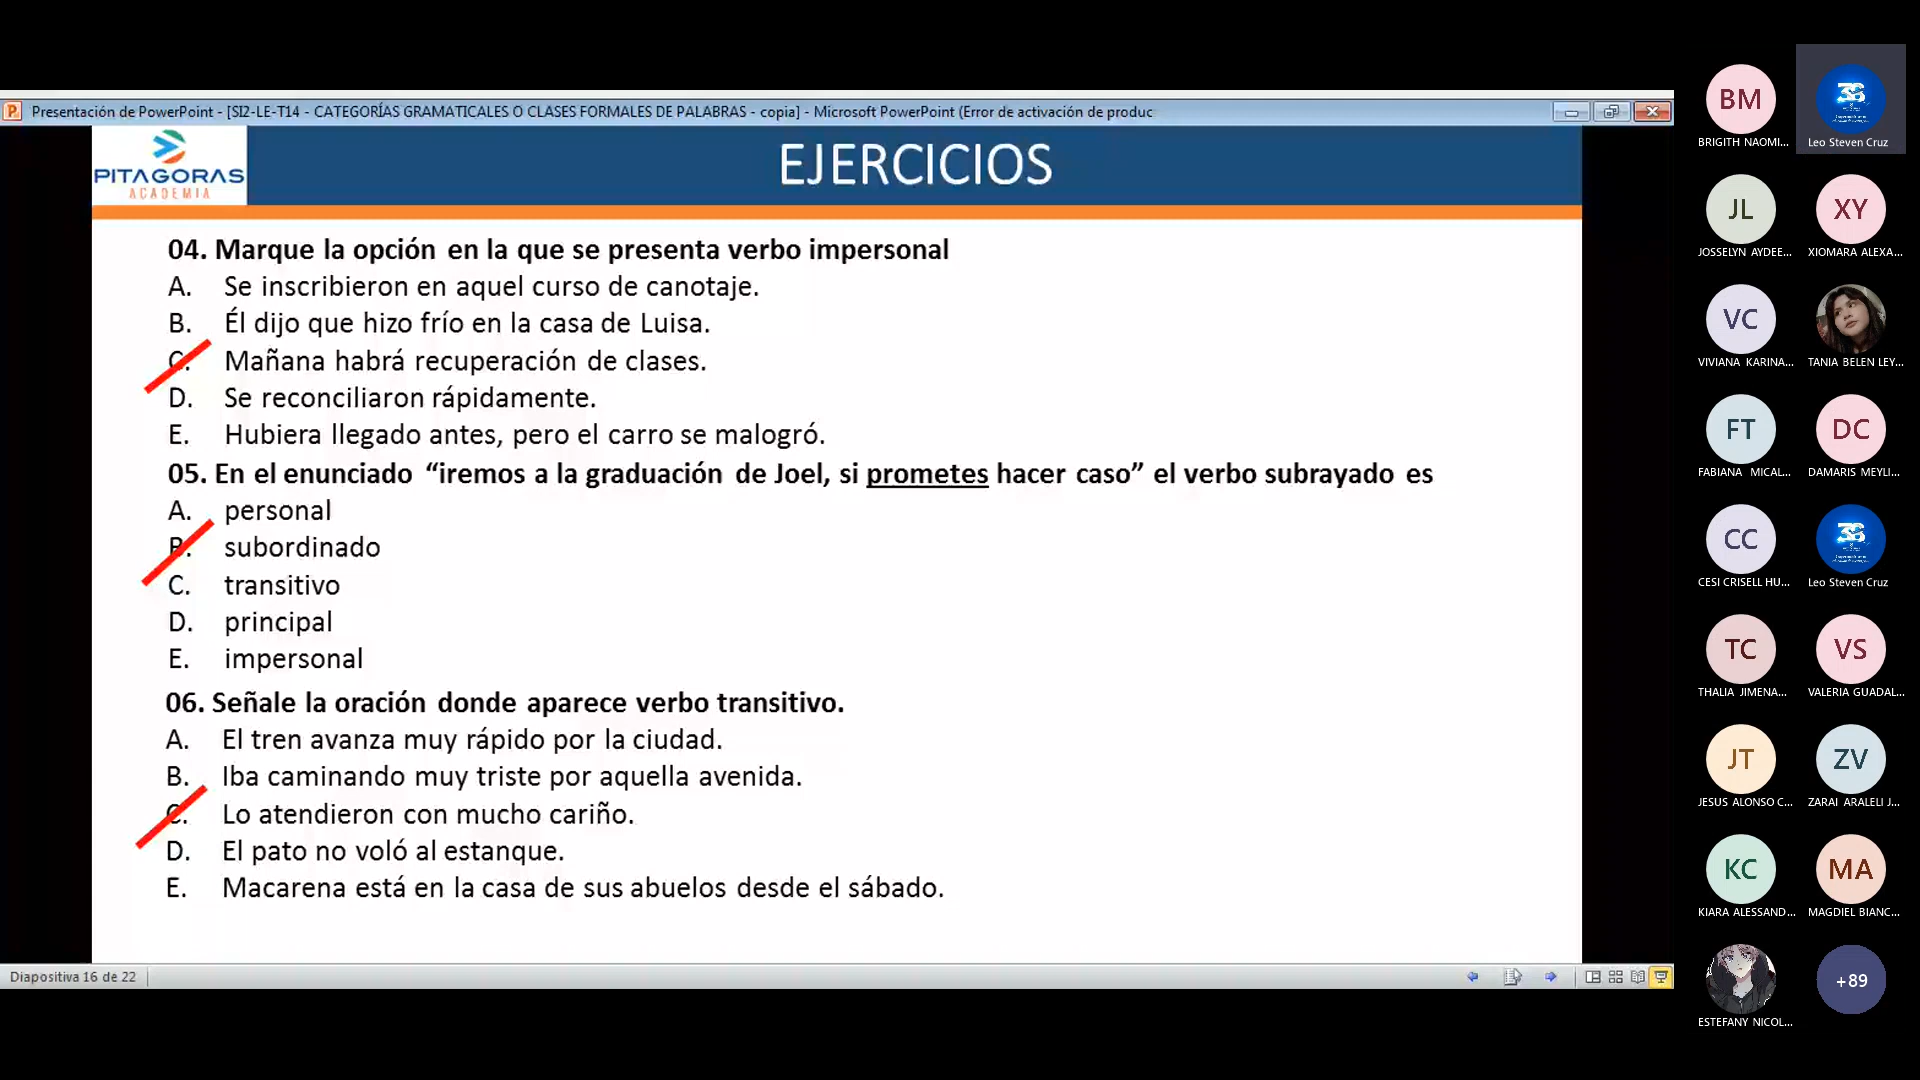 Presentación de PowerPoint - [SI2-LE-T14 - CATEGORÍAS GRAMATICALES O CLASES FORMALES DE PALABRAS - copia] - Microsoft PowerPoint (Error de activación de produc
PITAGORAS
ACADEMIA
EJERCICIOS
04. Marque la opción en la que se presenta verbo impersonal
A. Se inscribieron en aquel curso de canotaje.
B. Él dijo que hizo frío en la casa de Luisa.
C. Mañana habrá recuperación de clases.
D. Se reconciliaron rápidamente.
E. Hubiera llegado antes, pero el carro se malogró.
05. En el enunciado “iremos a la graduación de Joel, si prometes hacer caso” el verbo subrayado es
A. personal
B. subordinado
C. transitivo
D. principal
E. impersonal
06. Señale la oración donde aparece verbo transitivo.
A. El tren avanza muy rápido por la ciudad.
B. Iba caminando muy triste por aquella avenida.
C. Lo atendieron con mucho cariño.
D. El pato no voló al estanque.
E. Macarena está en la casa de sus abuelos desde el sábado.
Diapositiva 16 de 22
BM
BRIGITH NAOMI...
36
Leo Steven Cruz
JL
JOSSELYN AYDEE...
XY
XIOMARA ALEXA...
VC
VIVIANA KARINA...
TANIA BELEN LEY...
FT
FABIANA MICAL...
DC
DAMARIS MEYLI...
CC
CESI CRISELL HU...
36
Leo Steven Cruz
TC
THALIA JIMENA...
VS
VALERIA GUADAL...
JT
JESUS ALONSO C...
ZV
ZARAI ARALELI J...
KC
KIARA ALESSAND...
MA
MAGDIEL BIANC...
ESTEFANY NICOL...
+89